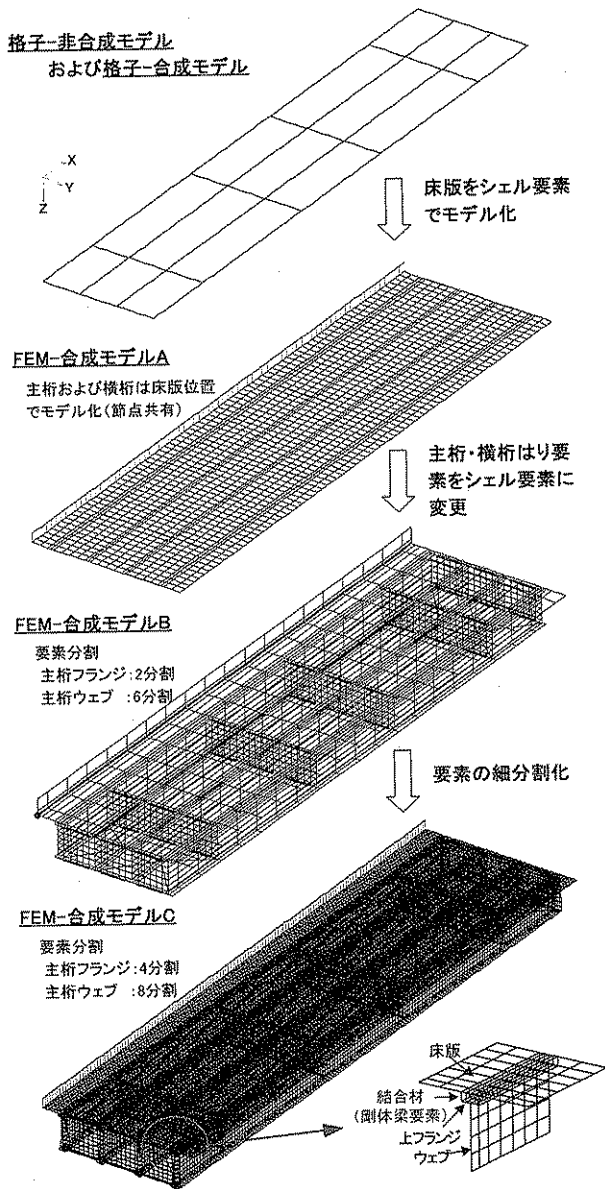 格子-非合成モデル
および格子-合成モデル
X
Y
Z
床版をシェル要素
でモデル化
FEM-合成モデルA
主桁および横桁は床版位置
でモデル化(節点共有)
主桁・横桁はり要
素をシェル要素に
変更
FEM-合成モデルB
要素分割
主桁フランジ:2分割
主桁ウェブ :6分割
要素の細分割化
FEM-合成モデルC
要素分割
主桁フランジ:4分割
主桁ウェブ :8分割
床版
結合材
(剛体梁要素)
上フランジ
ウェブ